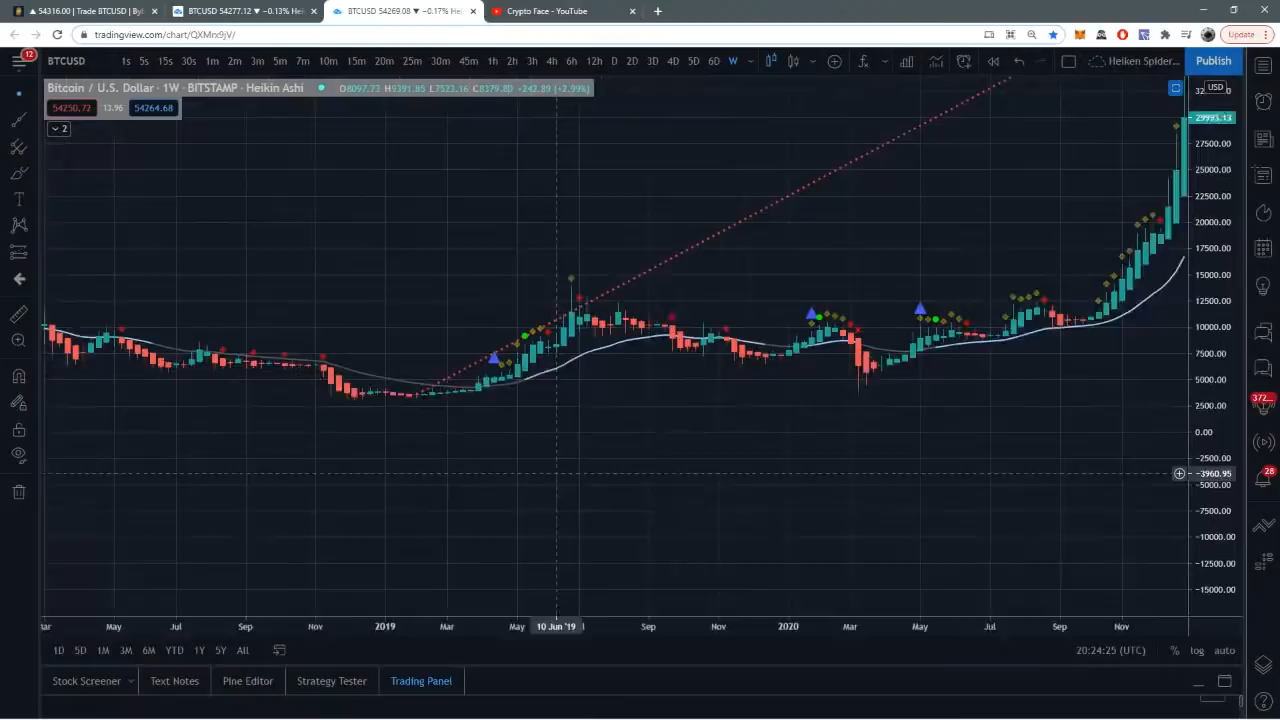 ▲ 54316.00 | Trade BTCUSD | Byb × BTCUSD 54277.12 ▼ −0.13% Hei × BTCUSD 54269.08 ▼ −0.17% Heik × Crypto Face - YouTube × +
tradingview.com/chart/QXMnx9jV/ Update
12 BTCUSD 1s 5s 15s 30s 1m 2m 3m 5m 7m 10m 15m 20m 25m 30m 45m 1h 2h 3h 4h 6h 12h D 2D 3D 4D 5D 6D W Heiken Spider... Publish
Bitcoin / U.S. Dollar · 1W · BITSTAMP · Heikin Ashi O8097.73 H9391.85 L7523.16 C8379.80 −242.89 (−2.99%) USD
54250.72 13.96 54264.68
29993.13
2
27500.00
25000.00
22500.00
20000.00
17500.00
15000.00
12500.00
10000.00
7500.00
5000.00
372...
2500.00
0.00
−2500.00
−3960.95
28
−5000.00
−7500.00
−10000.00
−12500.00
−15000.00
May Jul Sep Nov 2019 Mar May 10 Jun '19 Sep Nov 2020 Mar May Jul Sep Nov
1D 5D 1M 3M 6M YTD 1Y 5Y All 20:24:25 (UTC) % log auto
Stock Screener Text Notes Pine Editor Strategy Tester Trading Panel